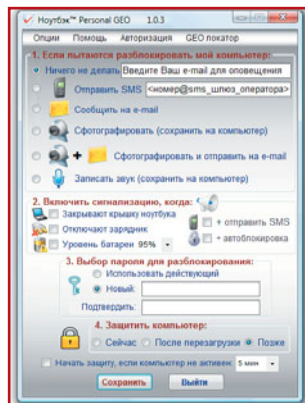 Ноутбэк™ Personal GEO 1.0.3
Опции Помощь Авторизация GEO локатор
1. Если пытаются разблокировать мой компьютер:
Ничего не делать Введите Ваш e-mail для оповещения
Отправить SMS <номер@sms_шлюз_оператора>
Сообщить на e-mail
Сфотографировать (сохранить на компьютер)
+ Сфотографировать и отправить на e-mail
Записать звук (сохранить на компьютер)
2. Включить сигнализацию, когда:
Закрывают крышку ноутбука
Отключают зарядник
Уровень батареи 95%
+ отправить SMS
+ автоблокировка
3. Выбор пароля для разблокирования:
Использовать действующий
Новый:
Подтвердить:
4. Защитить компьютер:
Сейчас После перезагрузки Позже
Начать защиту, если компьютер не активен: 5 мин
Сохранить Выйти